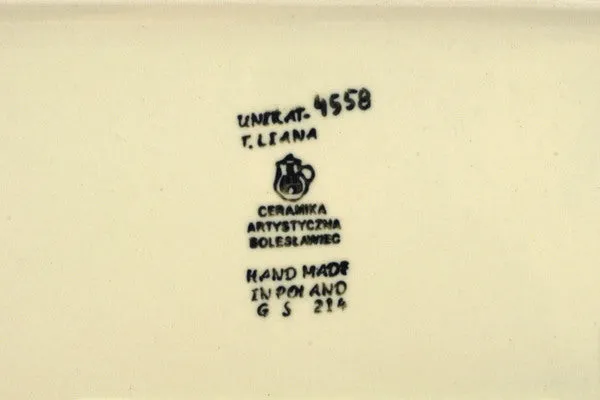 UNIKAT-4558
T. LIANA
CERAMIKA
ARTYSTYCZNA
BOLESŁAWIEC
HAND MADE
IN POLAND
G S 214